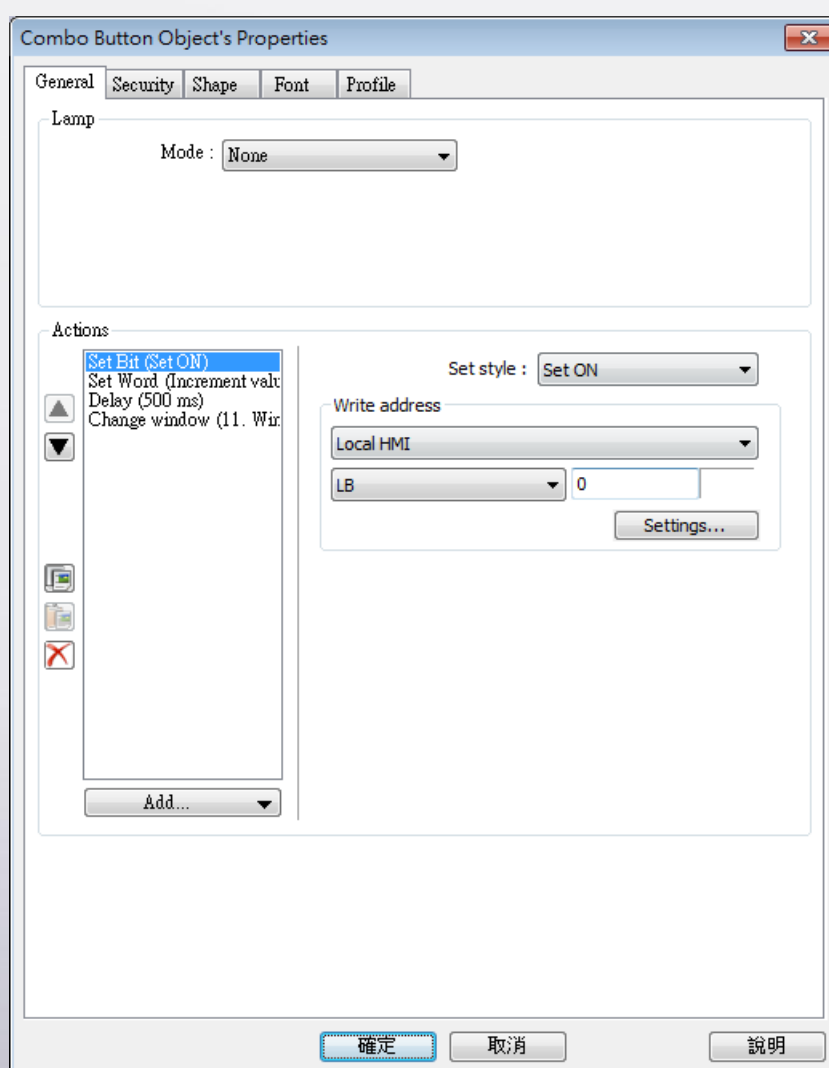 Combo Button Object's Properties
General Security Shape Font Profile
Lamp
Mode : None
Actions
Set Bit (Set ON)
Set Word (Increment valu
Delay (500 ms)
Change window (11. Win
Set style : Set ON
Write address
Local HMI
LB 0
Settings...
Add...
確定 取消 說明